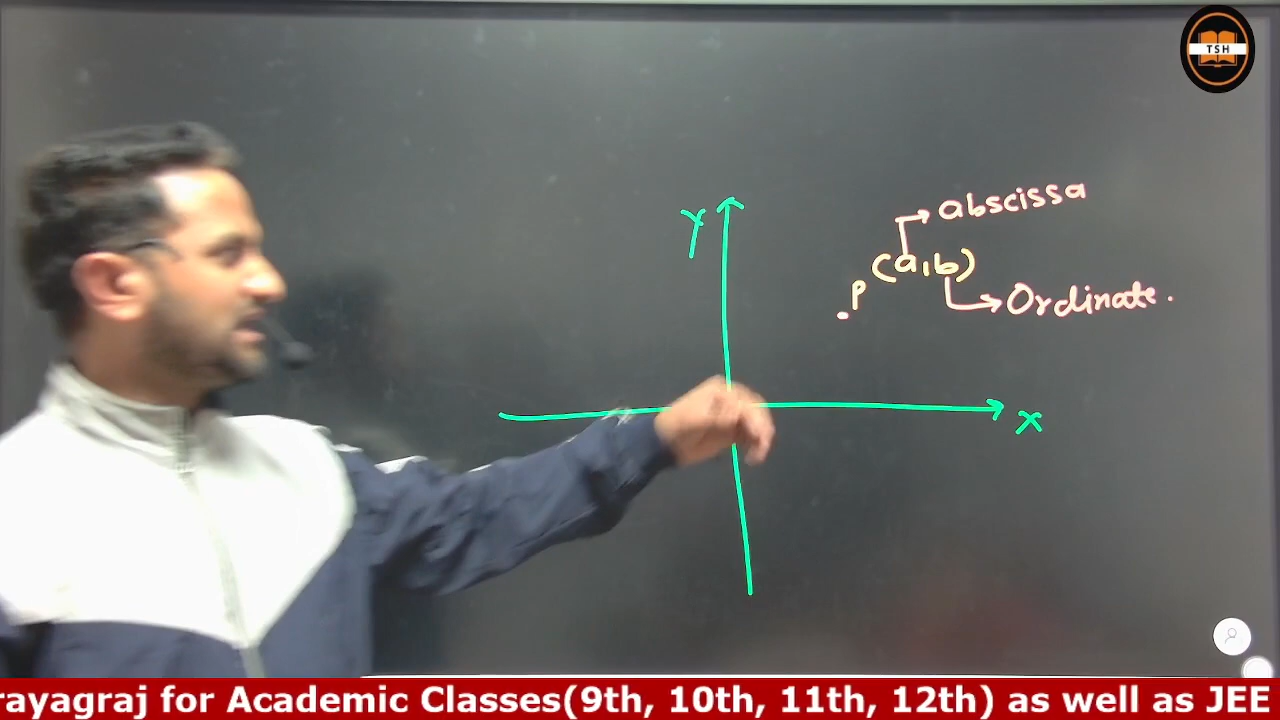 TSH
abscissa
Y
(a,b)
P
Ordinate.
x
rayagraj for Academic Classes(9th, 10th, 11th, 12th) as well as JEE